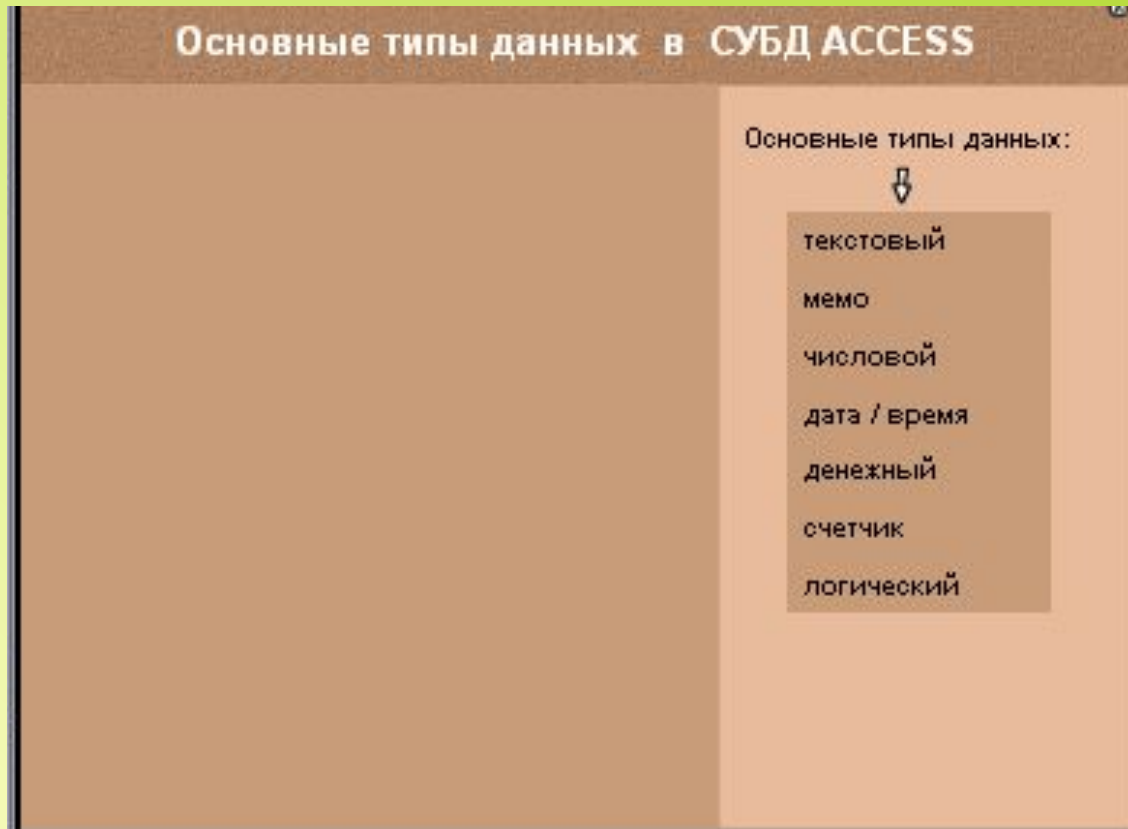 Основные типы данных в СУБД ACCESS
Основные типы данных:
текстовый
мемо
числовой
дата / время
денежный
счетчик
логический